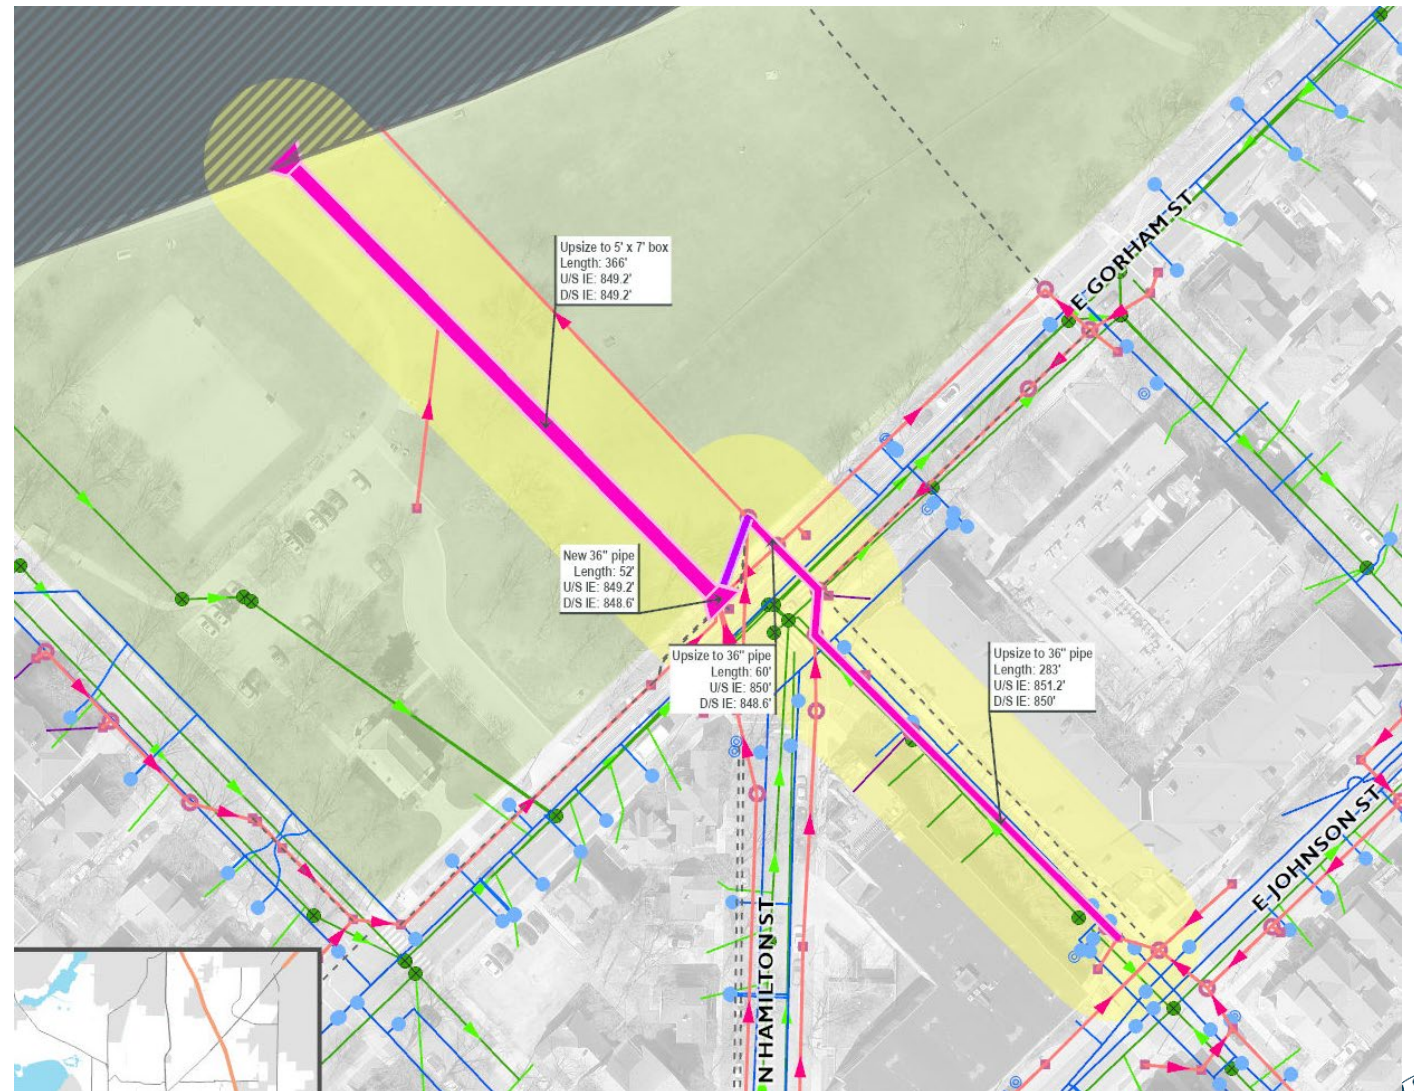 Upsize to 5' x 7' box
Length: 366'
U/S IE: 849.2'
D/S IE: 849.2'
E GORHAM ST
New 36" pipe
Length: 52'
U/S IE: 849.2'
D/S IE: 848.6'
Upsize to 36" pipe
Length: 60'
U/S IE: 850'
D/S IE: 848.6'
Upsize to 36" pipe
Length: 283'
U/S IE: 851.2'
D/S IE: 850'
E JOHNSON ST
N HAMILTON ST